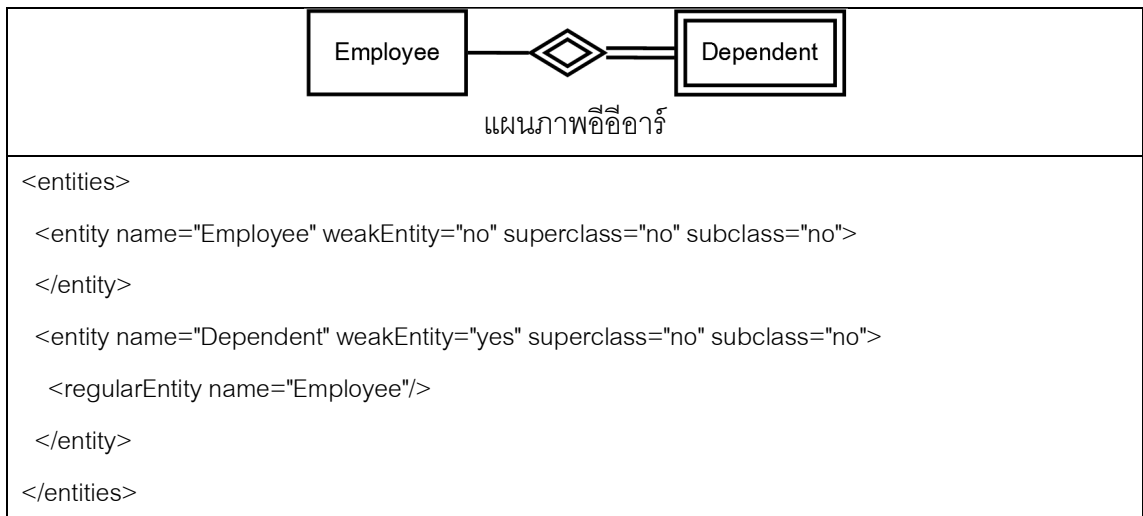 Employee Dependent
แผนภาพอีอีอาร์
<entities>
<entity name="Employee" weakEntity="no" superclass="no" subclass="no">
</entity>
<entity name="Dependent" weakEntity="yes" superclass="no" subclass="no">
<regularEntity name="Employee"/>
</entity>
</entities>